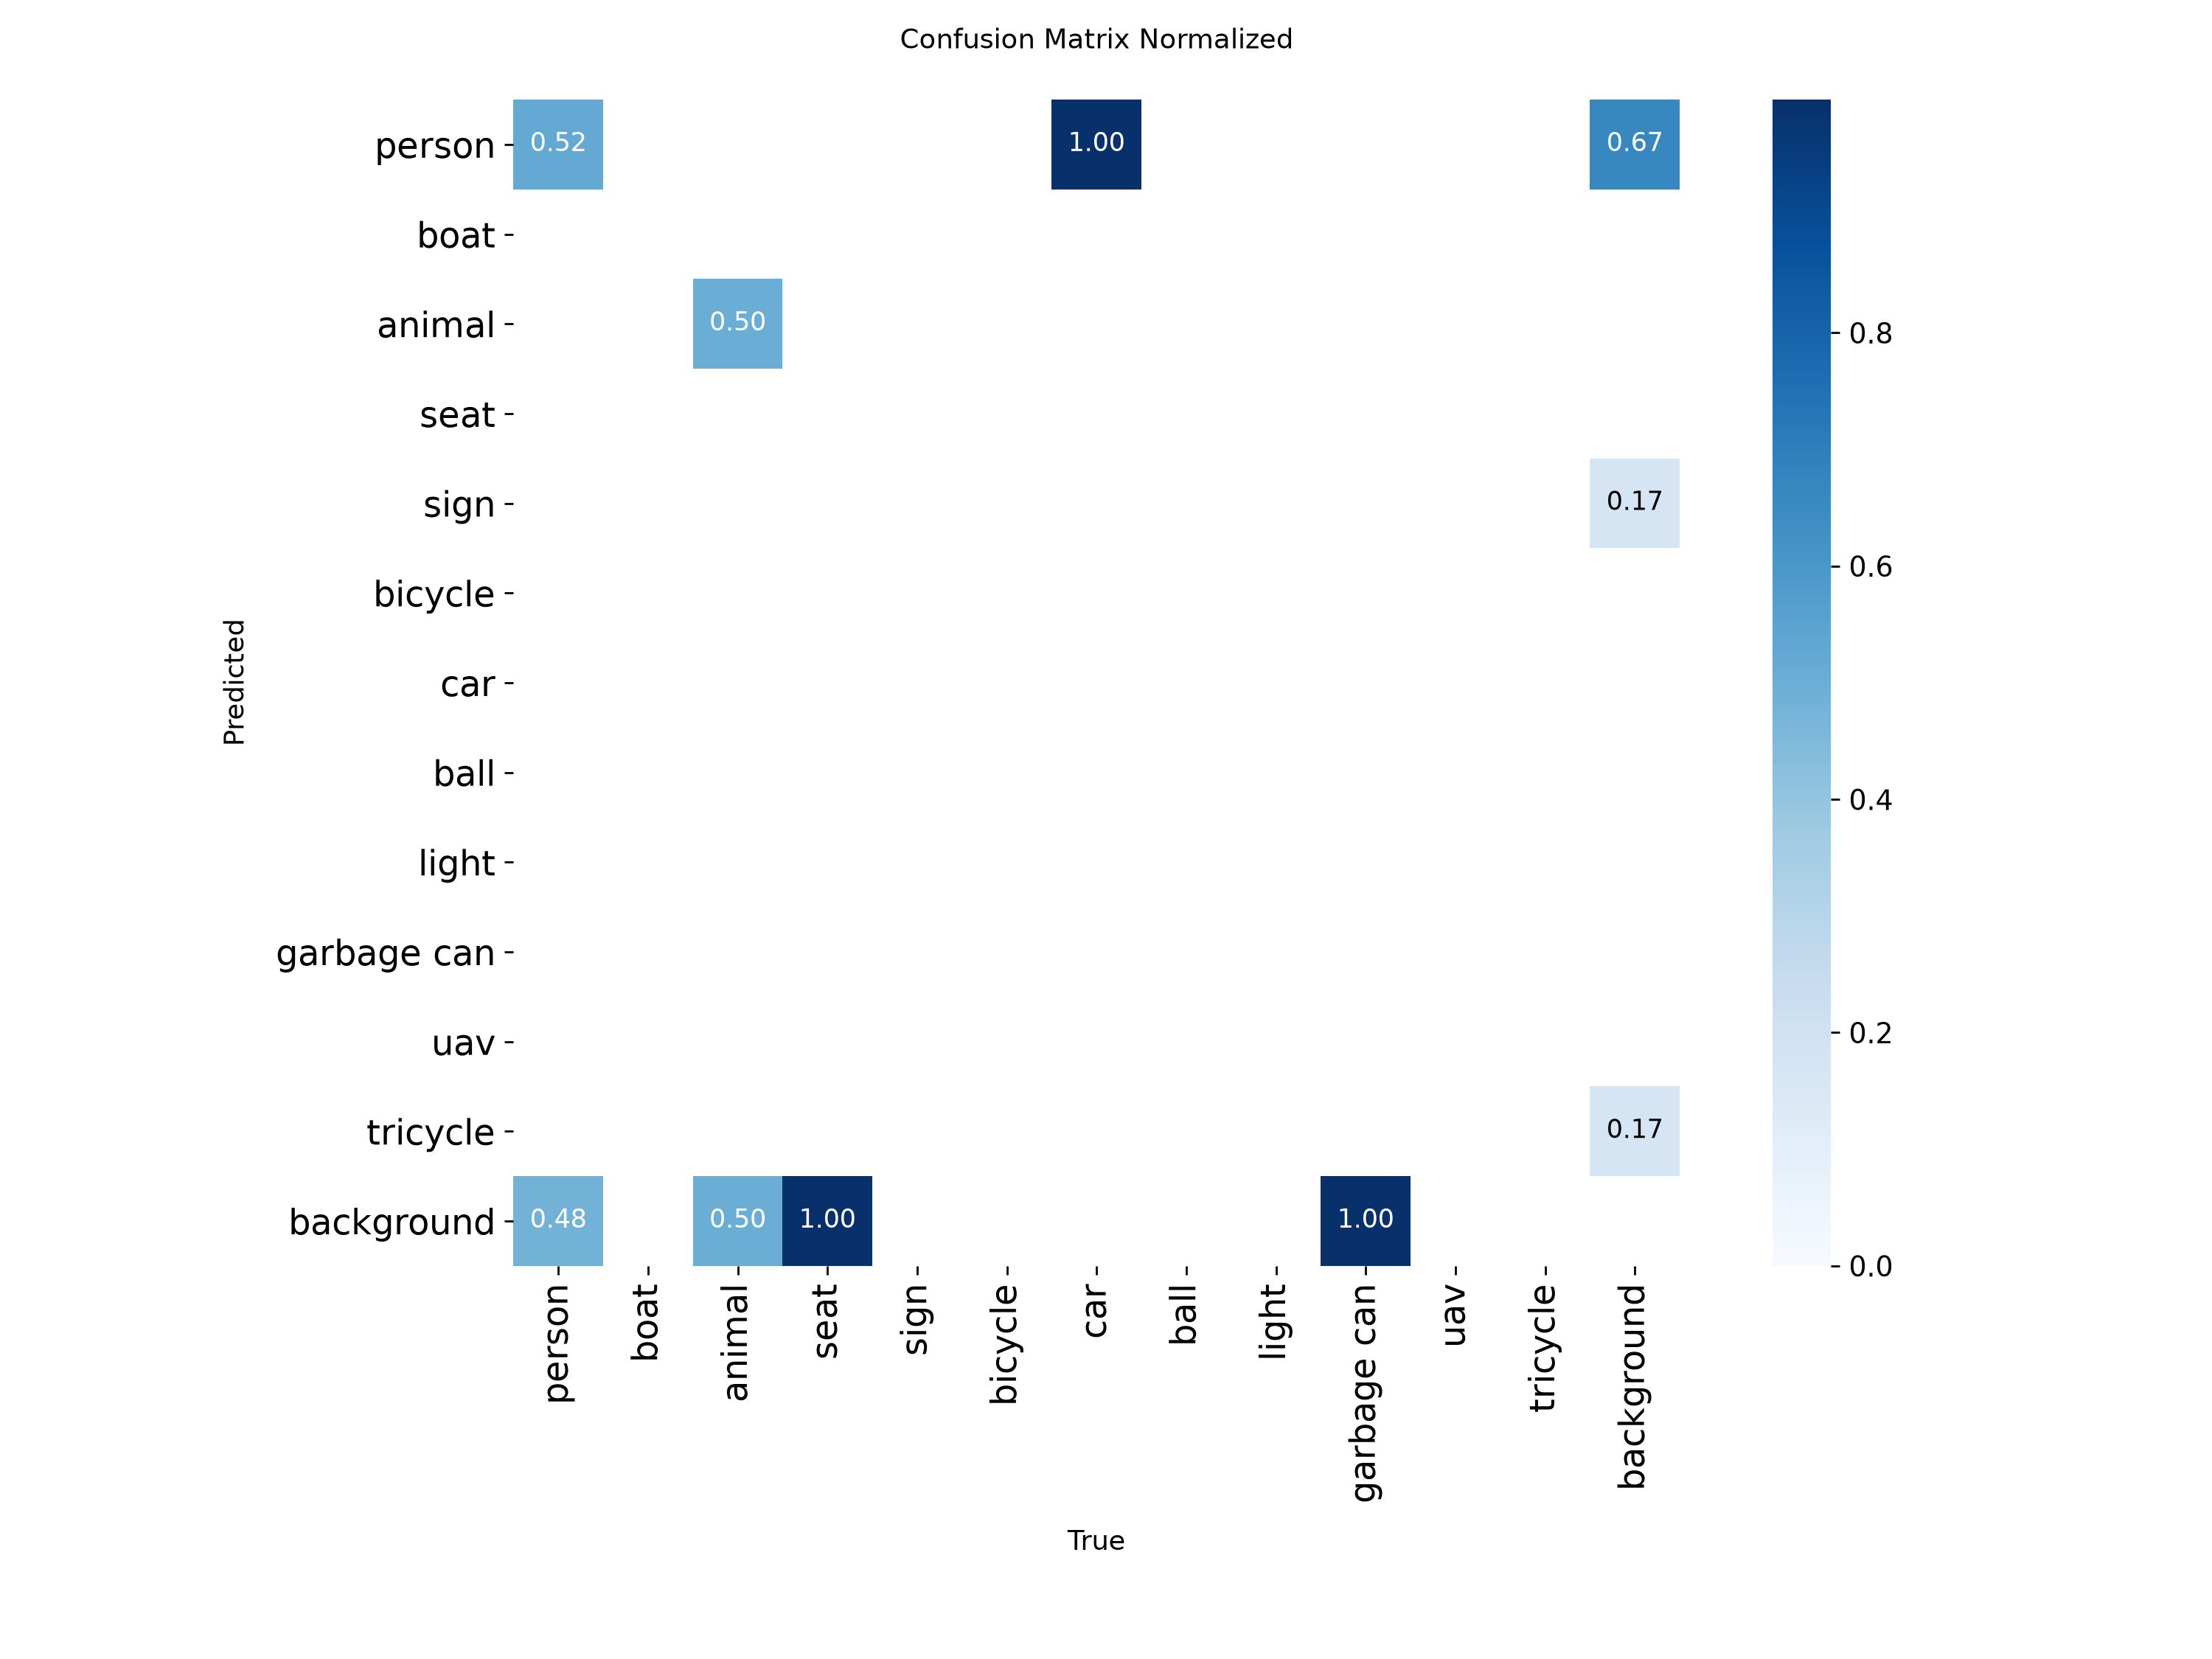 Confusion Matrix Normalized
person 0.52 1.00 0.67
boat
animal 0.50
seat
sign 0.17
bicycle
car
ball
light
garbage can
uav
tricycle 0.17
background 0.48 0.50 1.00 1.00
Predicted
person
boat
animal
seat
sign
bicycle
car
ball
light
garbage can
uav
tricycle
background
True
0.8
0.6
0.4
0.2
0.0